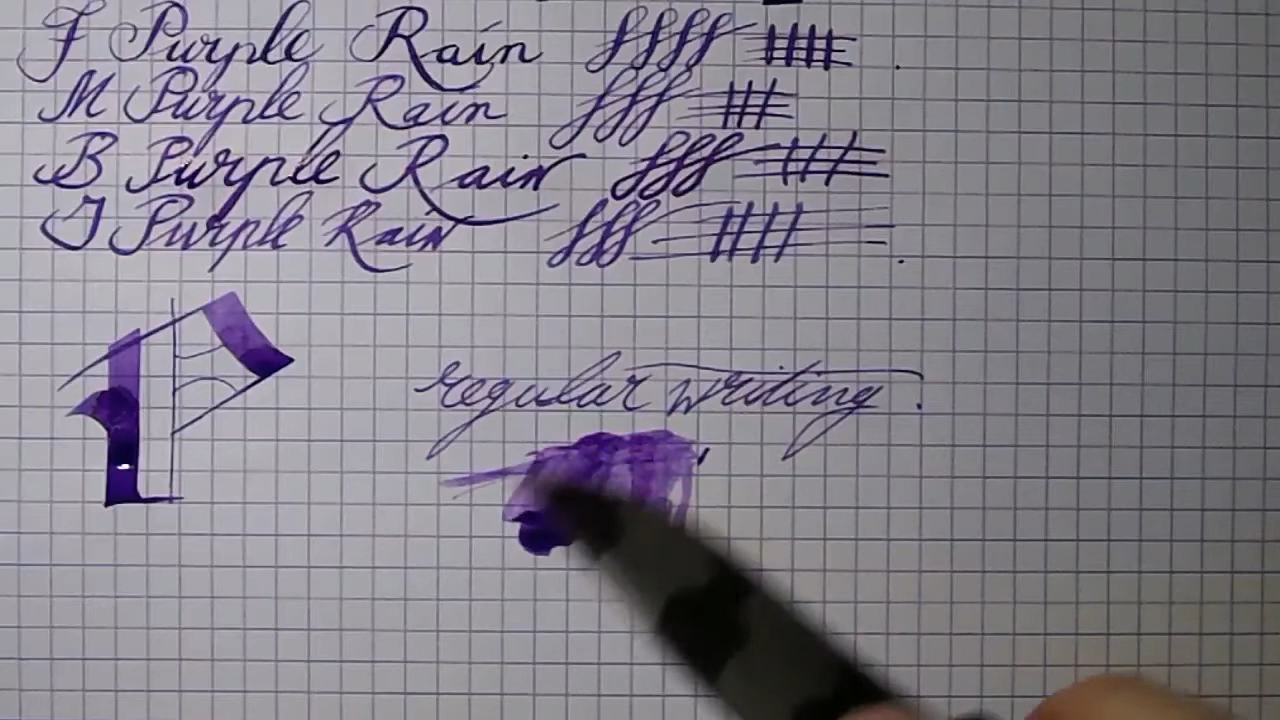 F Purple Rain
M Purple Rain
B Purple Rain
J Purple Rain
regular writing.